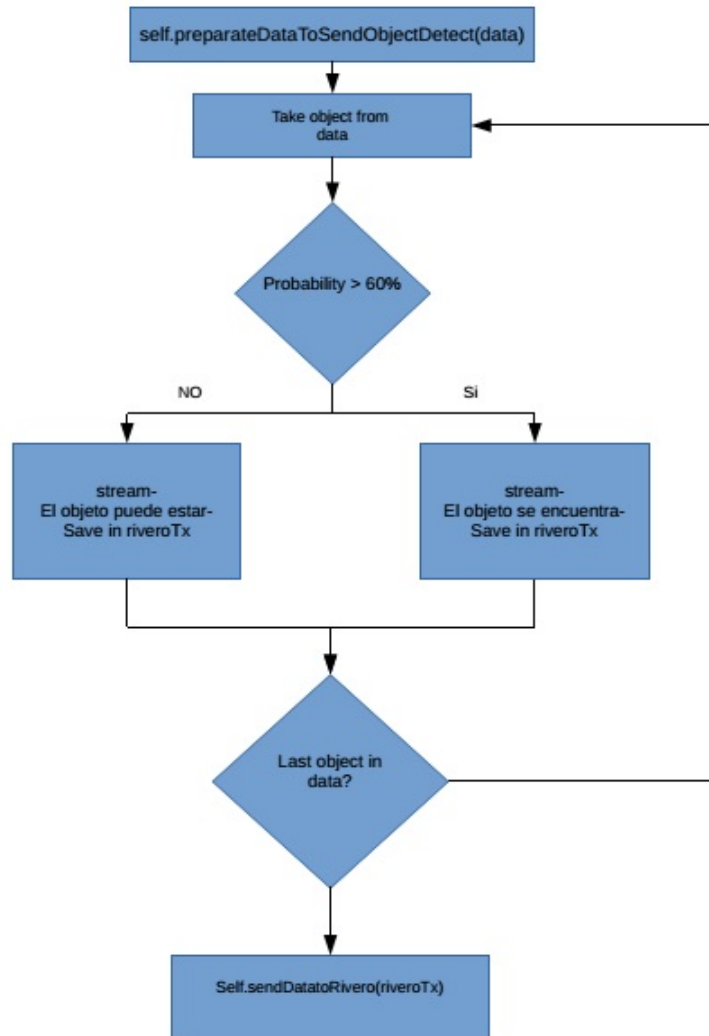 self.preparateDataToSendObjectDetect(data)
Take object from
data
Probability > 60%
NO
Si
stream-
El objeto puede estar-
Save in riveroTx
stream-
El objeto se encuentra-
Save in riveroTx
Last object in
data?
Self.sendDatatoRivero(riveroTx)